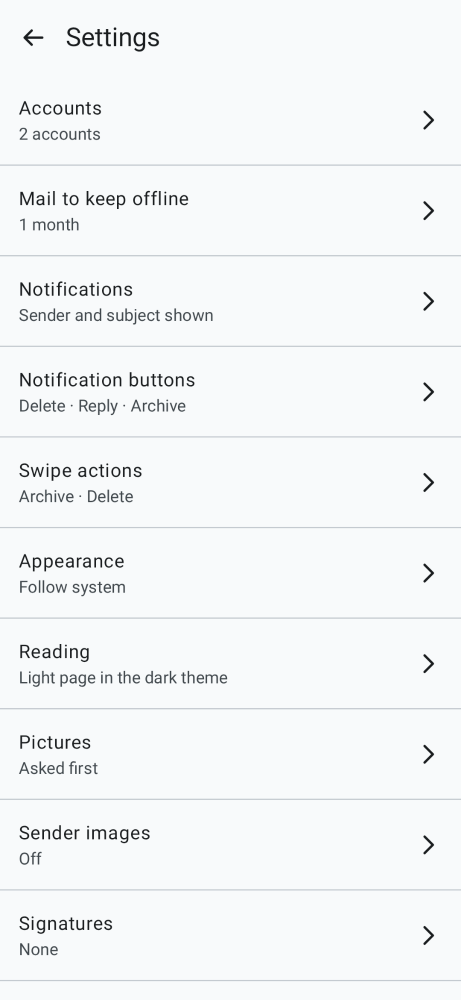 Settings
Accounts
2 accounts
Mail to keep offline
1 month
Notifications
Sender and subject shown
Notification buttons
Delete · Reply · Archive
Swipe actions
Archive · Delete
Appearance
Follow system
Reading
Light page in the dark theme
Pictures
Asked first
Sender images
Off
Signatures
None